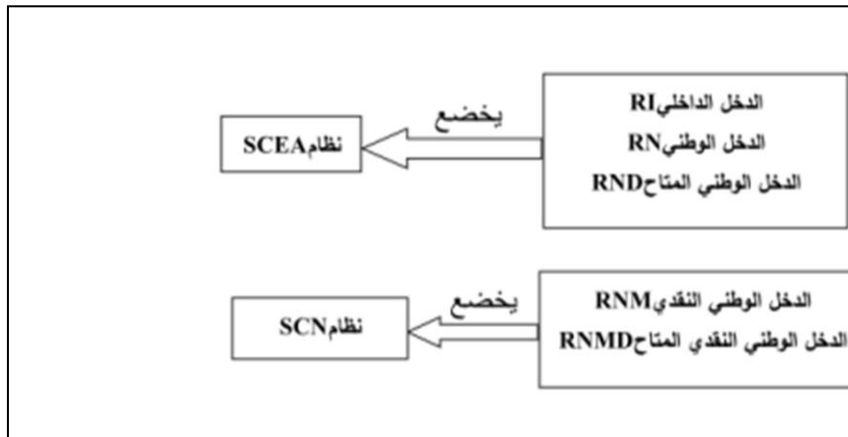 الدخل الداخليRI
الدخل الوطنيRN
الدخل الوطني المتاحRND
يخضع
نظامSCEA
الدخل الوطني النقديRNM
الدخل الوطني النقدي المتاحRNMD
يخضع
نظامSCN